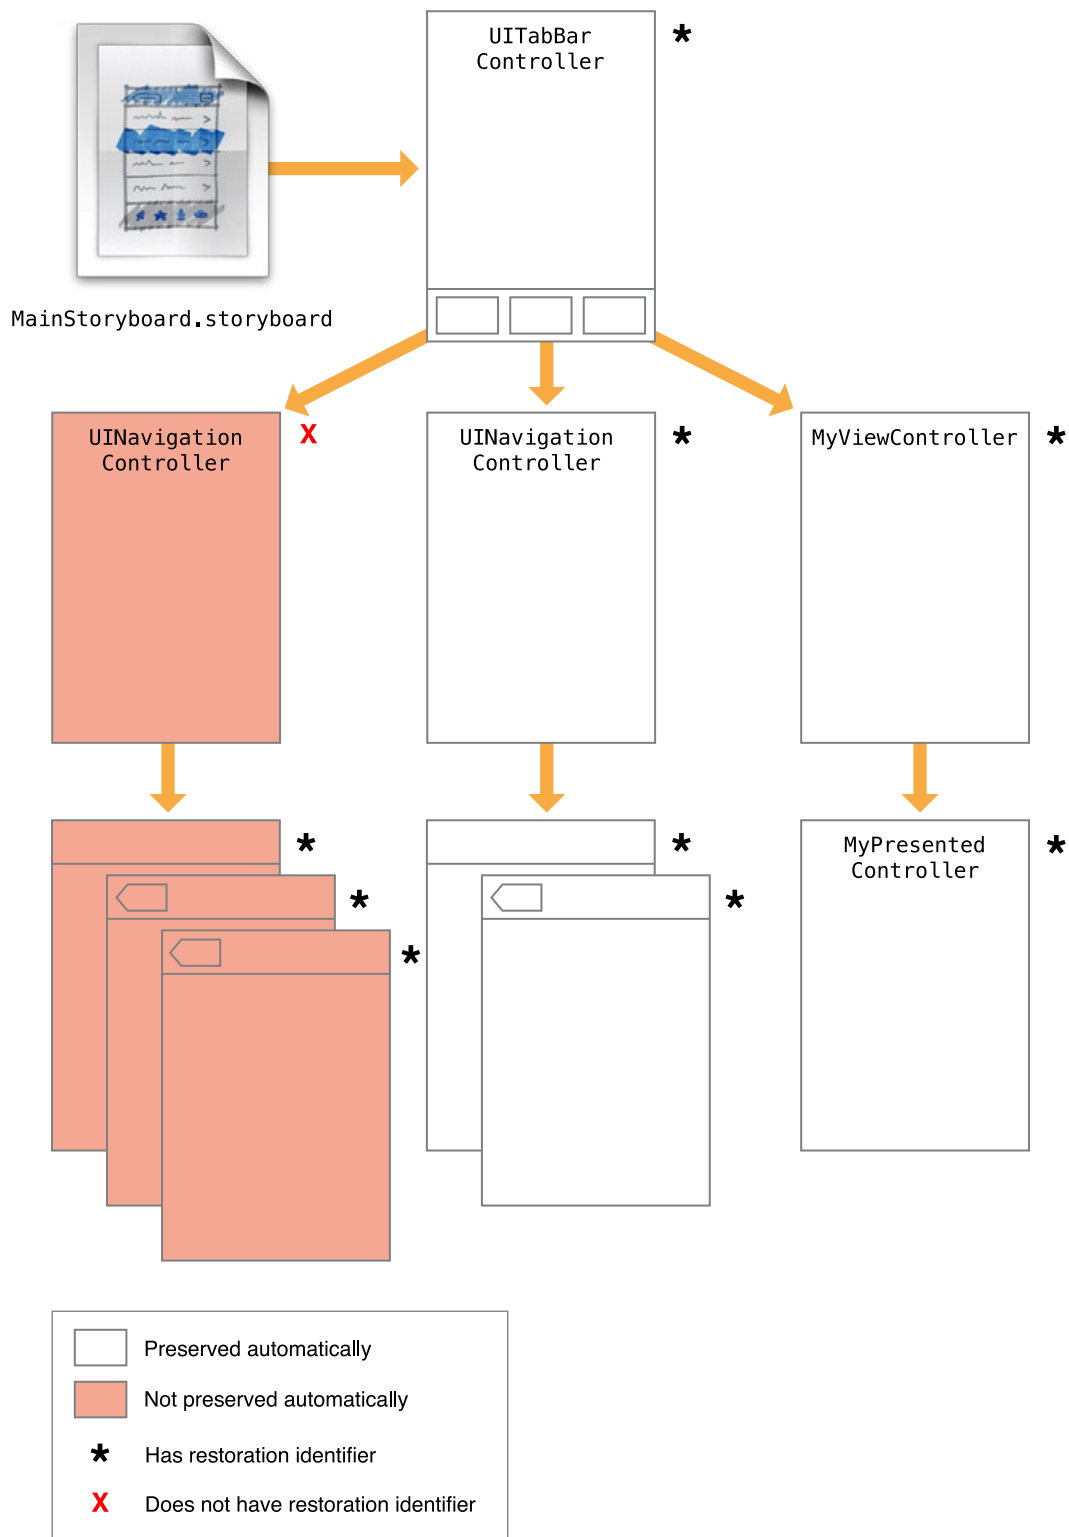 UITabBar
Controller
*
MainStoryboard.storyboard
UINavigation
Controller
X
UINavigation
Controller
*
MyViewController
*
*
*
*
*
*
MyPresented
Controller
*
Preserved automatically
Not preserved automatically
* Has restoration identifier
X Does not have restoration identifier